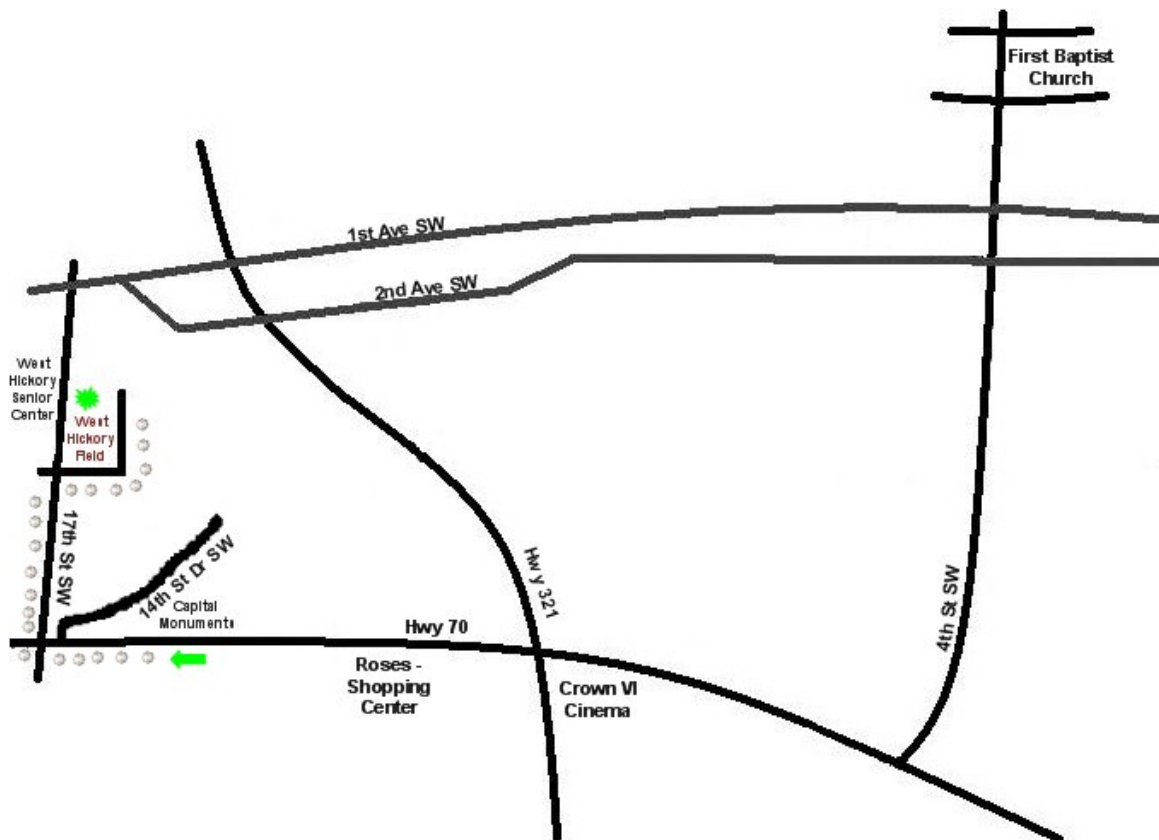 First Baptist
Church
1st Ave SW
2nd Ave SW
West
Hickory
Senior
Center
West
Hickory
Field
17th St SW
14th St Dr SW
Capital
Monuments
Hwy 70
Hwy 321
Roses -
Shopping
Center
Crown VI
Cinema
4th St SW